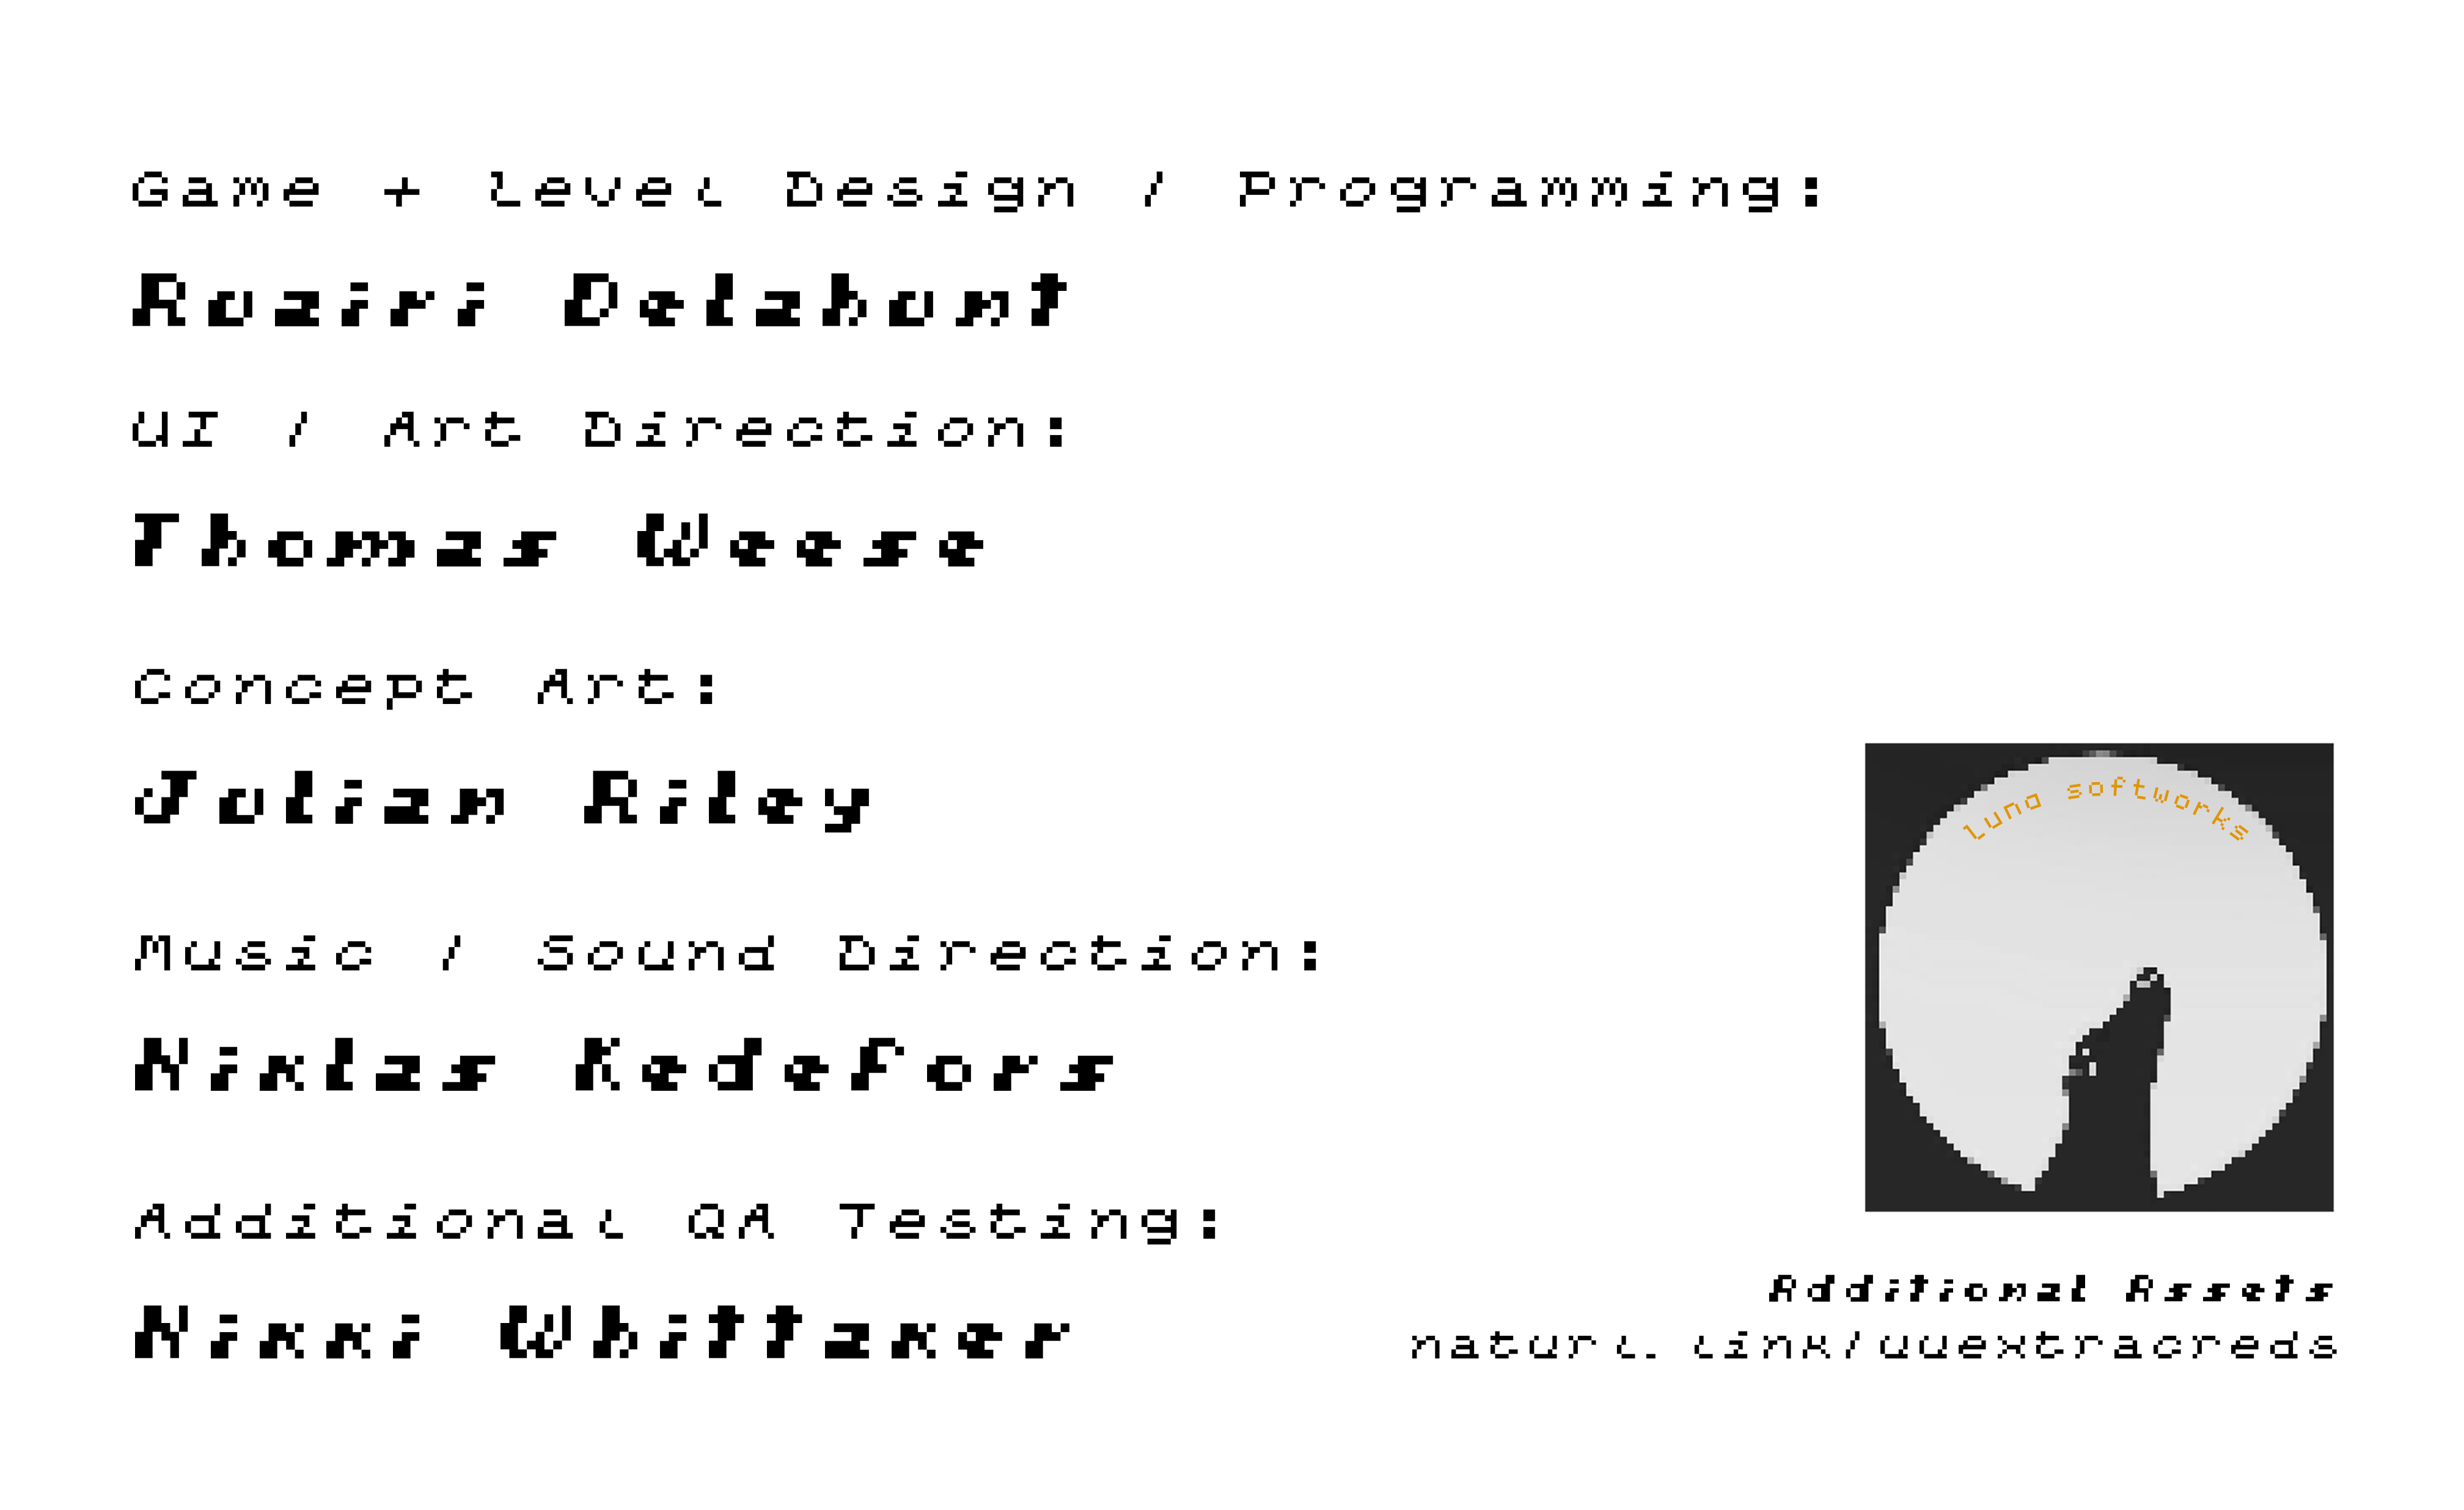 Game + Level Design / Programming:
Ruairi Delahunt
UI / Art Direction:
Thomas Weese
Concept Art:
Julian Riley
Music / Sound Direction:
Niklas Kedefors
Additional QA Testing:
Nikki Whittaker
luna softworks
Additional Assets
naturl.link/uuextracreds